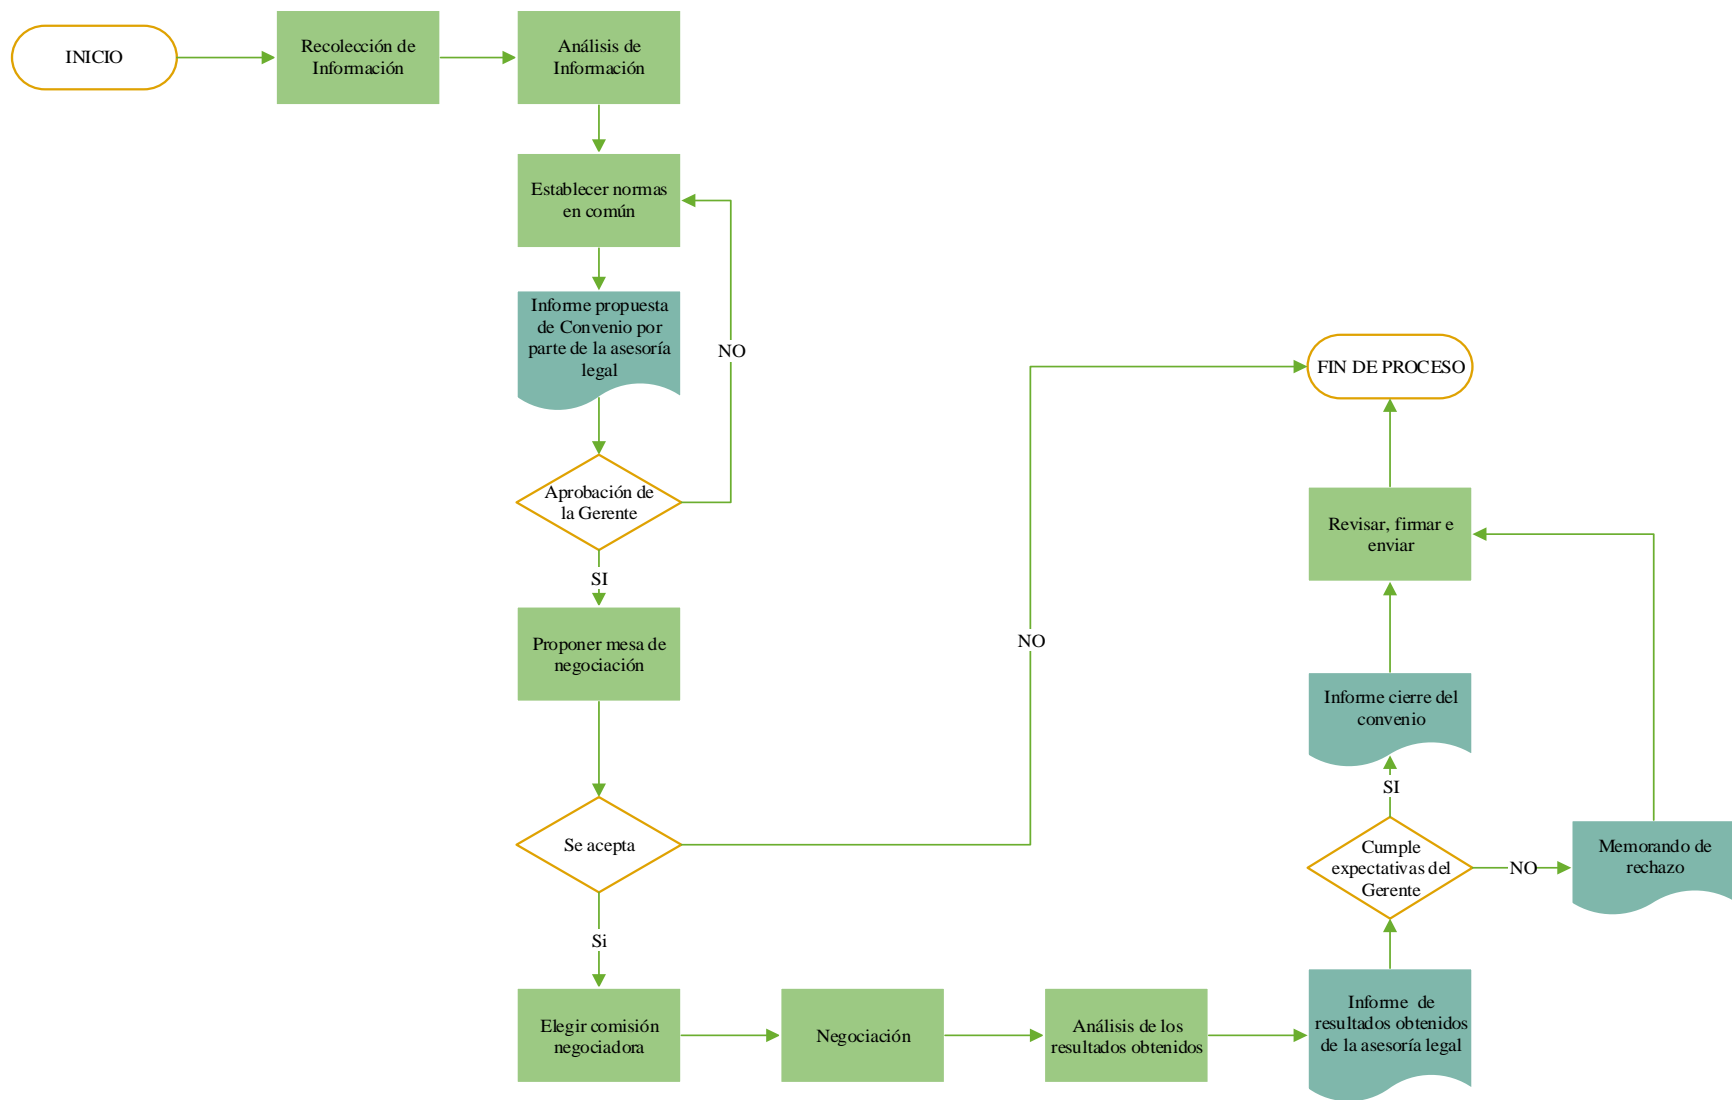 INICIO
Recolección de
Información
Análisis de
Información
Establecer normas
en común
Informe propuesta
de Convenio por
parte de la asesoría
legal
NO
Aprobación de
la Gerente
SI
Proponer mesa de
negociación
Se acepta
NO
Si
Elegir comisión
negociadora
Negociación
Análisis de los
resultados obtenidos
Informe de
resultados obtenidos
de la asesoría legal
Cumple
expectativas del
Gerente
NO
Memorando de
rechazo
SI
Informe cierre del
convenio
Revisar, firmar e
enviar
FIN DE PROCESO